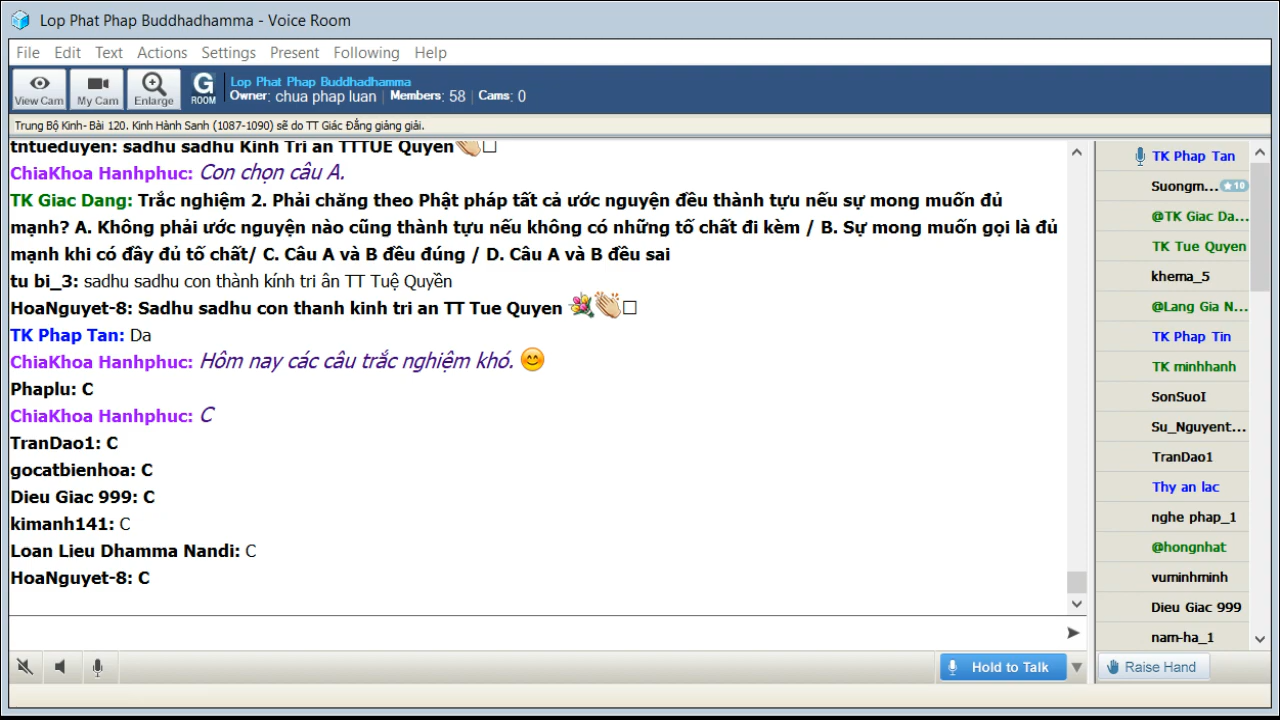 Lop Phat Phap Buddhadhamma - Voice Room
File Edit Text Actions Settings Present Following Help
View Cam My Cam Enlarge G ROOM Lop Phat Phap Buddhadhamma
Owner: chua phap luan | Members: 58 | Cams: 0
Trung Bộ Kinh- Bài 120. Kinh Hành Sanh (1087-1090) sẽ do TT Giác Đẳng giảng giải.
tntueduyen: sadhu sadhu Kính Tri ân TTTUE Quyen
ChiaKhoa Hanhphuc: Con chọn câu A.
TK Giac Dang: Trắc nghiệm 2. Phải chăng theo Phật pháp tất cả ước nguyện đều thành tựu nếu sự mong muốn đủ
mạnh? A. Không phải ước nguyện nào cũng thành tựu nếu không có những tố chất đi kèm / B. Sự mong muốn gọi là đủ
mạnh khi có đầy đủ tố chất/ C. Câu A và B đều đúng / D. Câu A và B đều sai
tu bi_3: sadhu sadhu con thành kính tri ân TT Tuệ Quyền
HoaNguyet-8: Sadhu sadhu con thanh kinh tri an TT Tue Quyen
TK Phap Tan: Da
ChiaKhoa Hanhphuc: Hôm nay các câu trắc nghiệm khó.
Phaplu: C
ChiaKhoa Hanhphuc: C
TranDao1: C
gocatbienhoa: C
Dieu Giac 999: C
kimanh141: C
Loan Lieu Dhamma Nandi: C
HoaNguyet-8: C
Hold to Talk
TK Phap Tan
Suongm... 10
@TK Giac Da...
TK Tue Quyen
khema_5
@Lang Gia N...
TK Phap Tin
TK minhhanh
SonSuoI
Su_Nguyent...
TranDao1
Thy an lac
nghe phap_1
@hongnhat
vuminhminh
Dieu Giac 999
nam-ha_1
Raise Hand